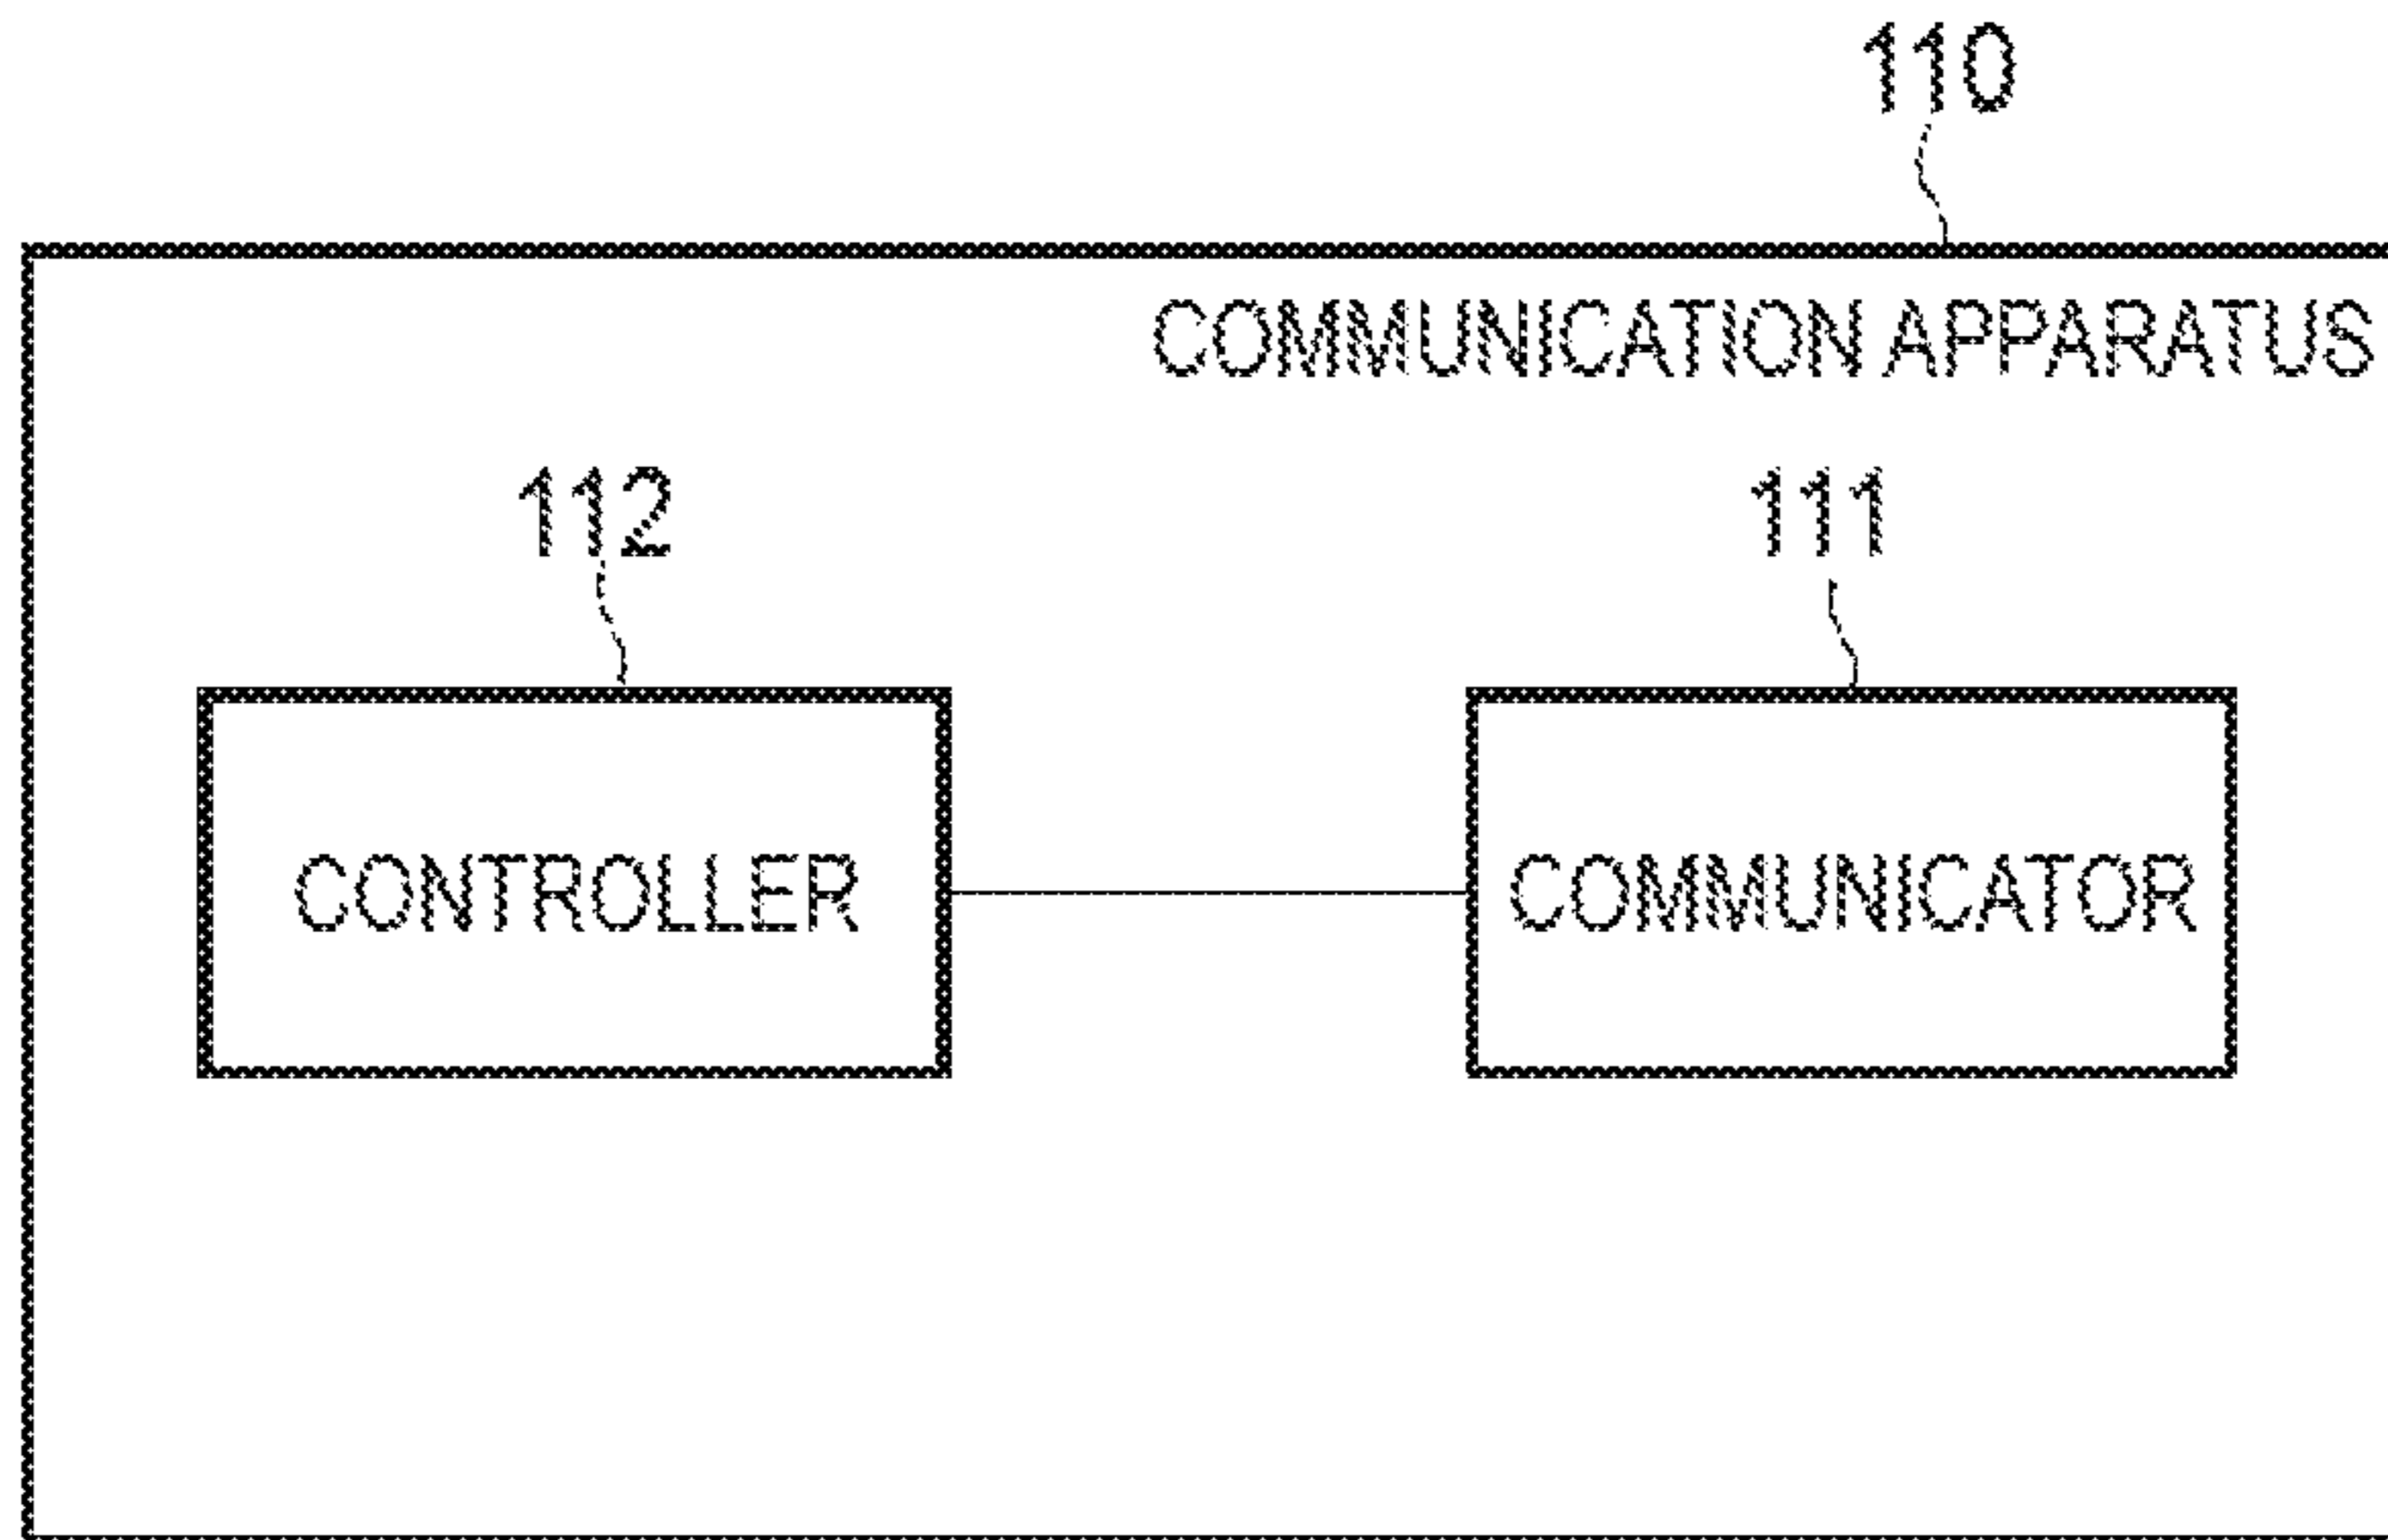 110
COMMUNICATION APPARATUS
112
111
CONTROLLER
COMMUNICATOR